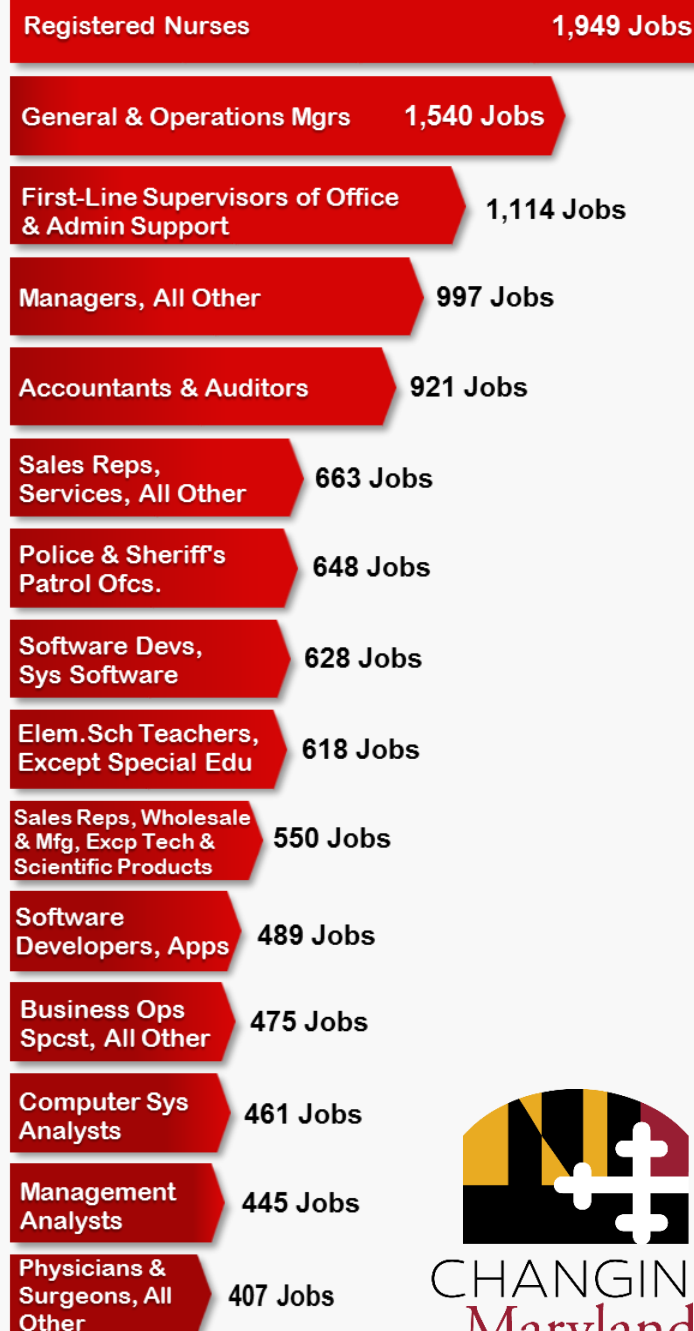 Registered Nurses 1,949 Jobs
General & Operations Mgrs 1,540 Jobs
First-Line Supervisors of Office
& Admin Support
1,114 Jobs
Managers, All Other 997 Jobs
Accountants & Auditors 921 Jobs
Sales Reps,
Services, All Other
663 Jobs
Police & Sheriff's
Patrol Ofcs.
648 Jobs
Software Devs,
Sys Software
628 Jobs
Elem.Sch Teachers,
Except Special Edu
618 Jobs
Sales Reps, Wholesale
& Mfg, Excp Tech &
Scientific Products
550 Jobs
Software
Developers, Apps
489 Jobs
Business Ops
Spcst, All Other
475 Jobs
Computer Sys
Analysts
461 Jobs
Management
Analysts
445 Jobs
Physicians &
Surgeons, All
Other
407 Jobs
CHANGIN
Maryland